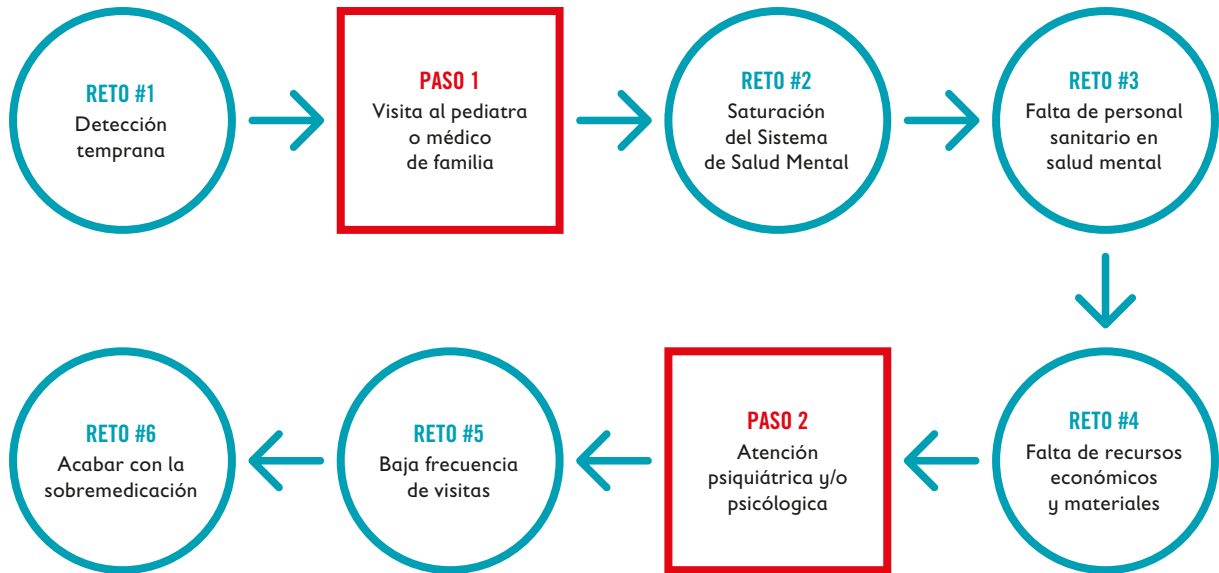 RETO #1
Detección
temprana
PASO 1
Visita al pediatra
o médico
de familia
RETO #2
Saturación
del Sistema
de Salud Mental
RETO #3
Falta de personal
sanitario en
salud mental
RETO #4
Falta de recursos
económicos
y materiales
PASO 2
Atención
psiquiátrica y/o
psicólogica
RETO #5
Baja frecuencia
de visitas
RETO #6
Acabar con la
sobremedicación